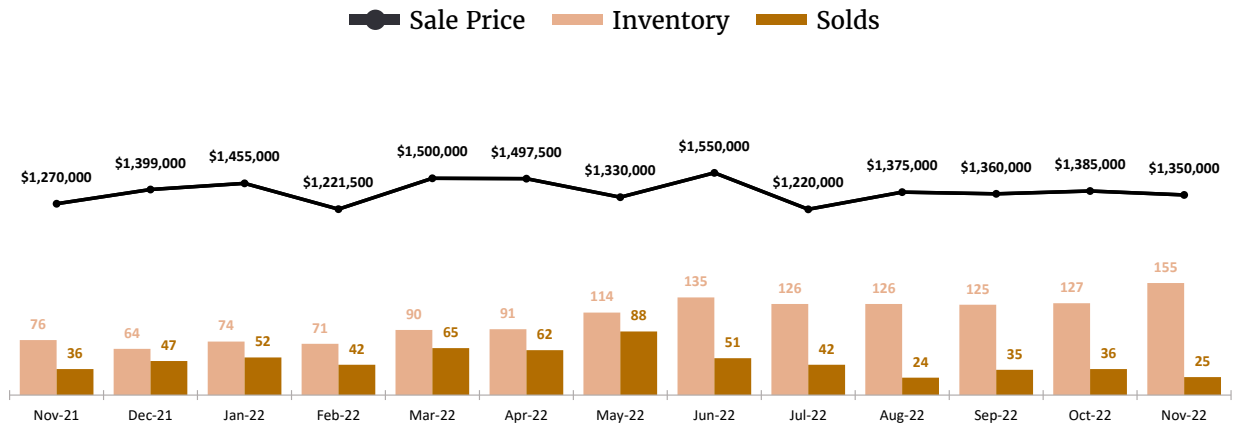 Sale Price Inventory Solds
$1,270,000 $1,399,000 $1,455,000 $1,221,500 $1,500,000 $1,497,500 $1,330,000 $1,550,000 $1,220,000 $1,375,000 $1,360,000 $1,385,000 $1,350,000
76 36 64 47 74 52 71 42 90 65 91 62 114 88 135 51 126 42 126 24 125 35 127 36 155 25
Nov-21 Dec-21 Jan-22 Feb-22 Mar-22 Apr-22 May-22 Jun-22 Jul-22 Aug-22 Sep-22 Oct-22 Nov-22